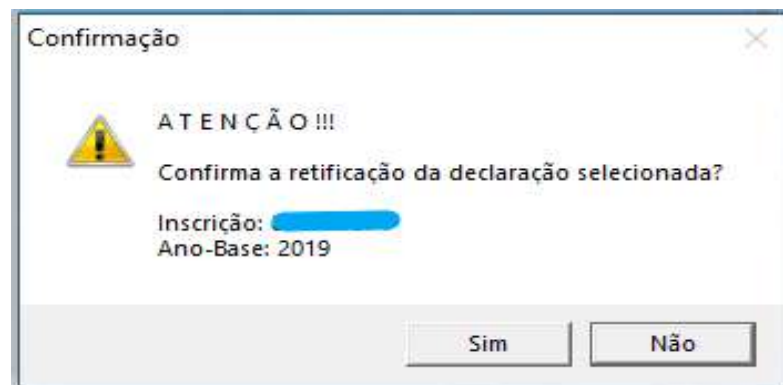 Confirmação
A T E N Ç Ã O !!!
Confirma a retificação da declaração selecionada?
Inscrição:
Ano-Base: 2019
Sim
Não